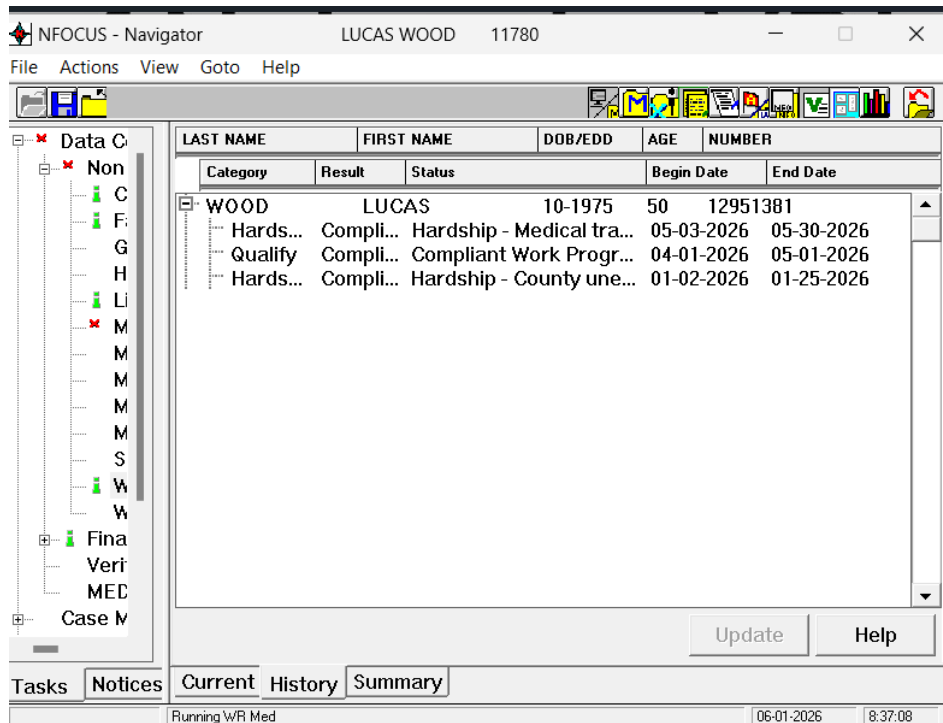 NFOCUS - Navigator LUCAS WOOD 11780
File Actions View Goto Help
LAST NAME FIRST NAME DOB/EDD AGE NUMBER
Category Result Status Begin Date End Date
WOOD LUCAS 10-1975 50 12951381
Hards... Compli... Hardship - Medical tra... 05-03-2026 05-30-2026
Qualify Compli... Compliant Work Progr... 04-01-2026 05-01-2026
Hards... Compli... Hardship - County une... 01-02-2026 01-25-2026
Data C
Non
C
Fa
G
H
Li
M
M
M
M
M
S
W
W
Fina
Veri
MED
Case M
Update Help
Tasks Notices Current History Summary
Running WR Med 06-01-2026 8:37:08